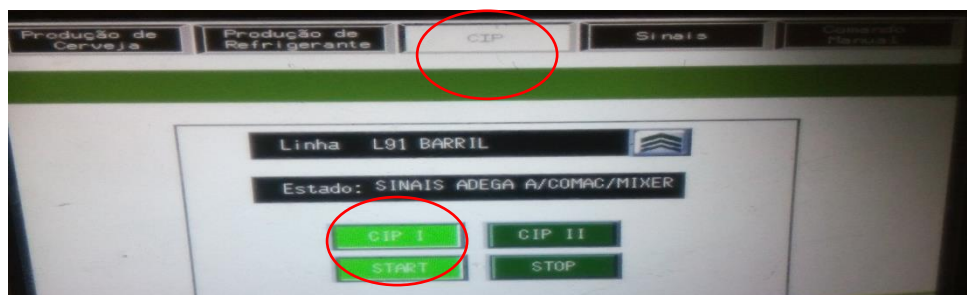 Produção de Cerveja
Produção de Refrigerante
CIP
Sinais
Comando Manual
Linha L91 BARRIL
Estado: SINAIS ADEGA A/COMAC/MIXER
CIP I
CIP II
START
STOP